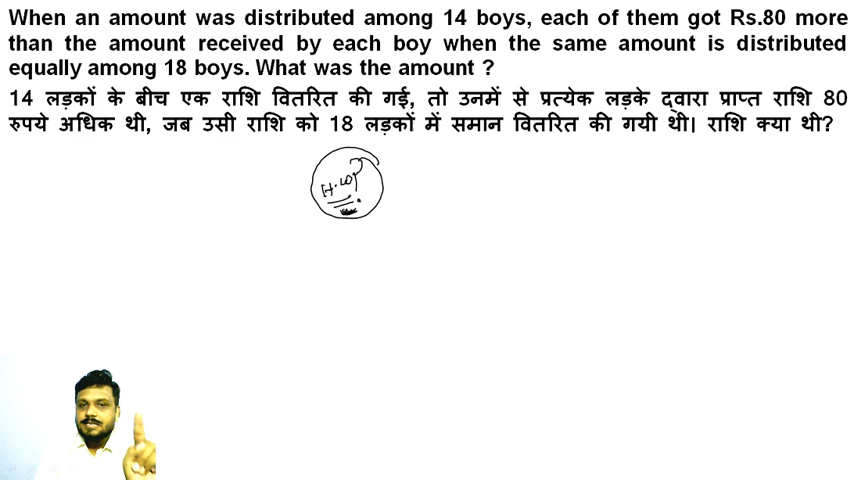 When an amount was distributed among 14 boys, each of them got Rs.80 more
than the amount received by each boy when the same amount is distributed
equally among 18 boys. What was the amount ?
14 लड़कों के बीच एक राशि वितरित की गई, तो उनमें से प्रत्येक लड़के द्वारा प्राप्त राशि 80
रुपये अधिक थी, जब उसी राशि को 18 लड़कों में समान वितरित की गयी थी। राशि क्या थी?